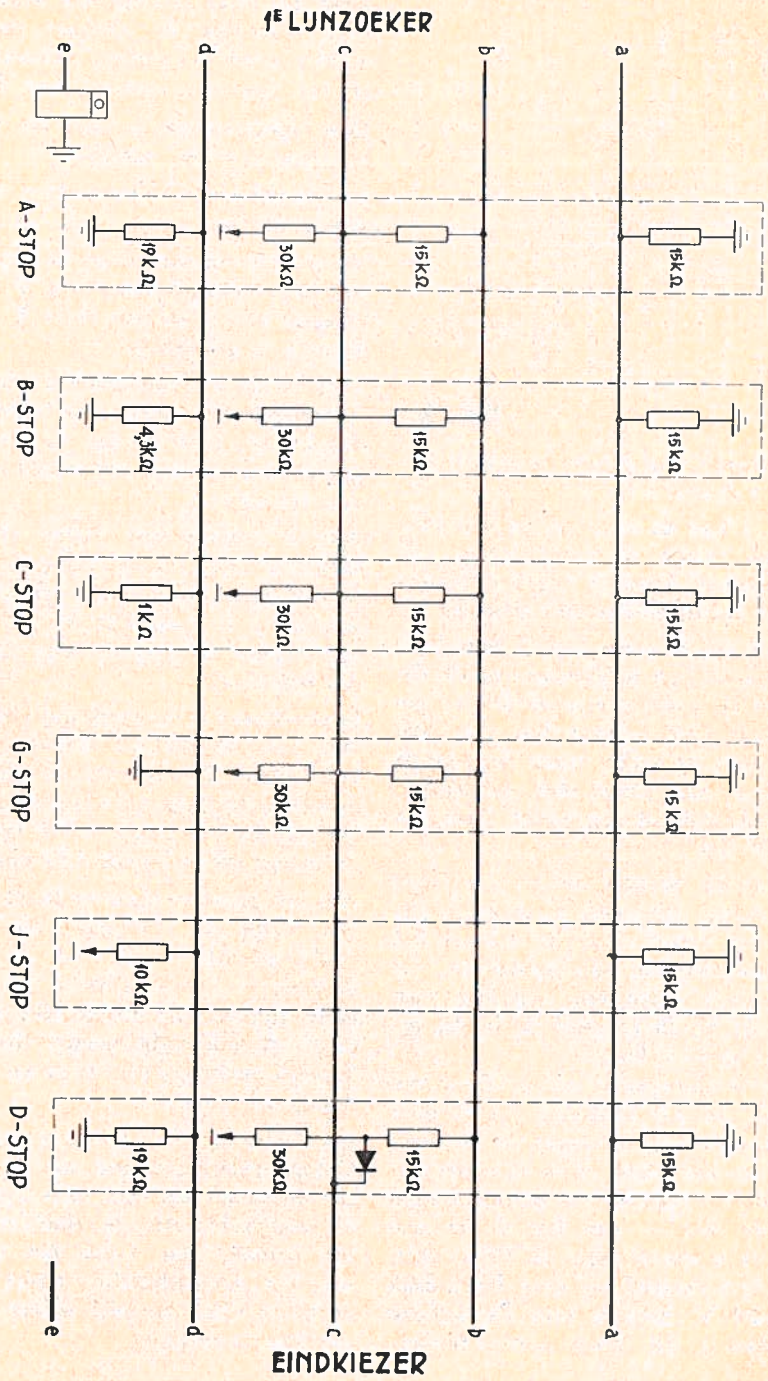 1ᴱ LIJNZOEKER
e d c b a
A-STOP 19kΩ 30kΩ 15kΩ 15kΩ
B-STOP 4,3kΩ 30kΩ 15kΩ 15kΩ
C-STOP 1kΩ 30kΩ 15kΩ 15kΩ
G-STOP 30kΩ 15kΩ 15kΩ
J-STOP 10kΩ 15kΩ
D-STOP 19kΩ 30kΩ 15kΩ 15kΩ
e d c b a
EINDKIEZER